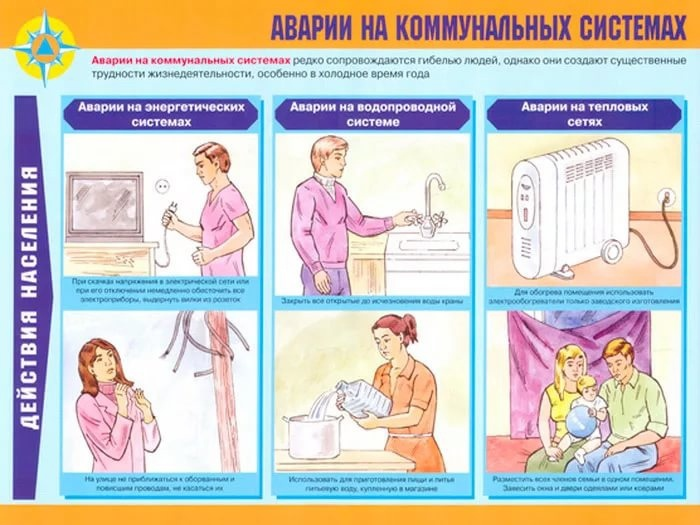 АВАРИИ НА КОММУНАЛЬНЫХ СИСТЕМАХ
Аварии на коммунальных системах редко сопровождаются гибелью людей, однако они создают существенные
трудности жизнедеятельности, особенно в холодное время года
ДЕЙСТВИЯ НАСЕЛЕНИЯ
Аварии на энергетических
системах
При скачках напряжения в электрической сети или
при его отключении немедленно обесточить все
электроприборы, выдернуть вилки из розеток
На улице не приближаться к оборванным и
повисшим проводам, не касаться их
Аварии на водопроводной
системе
Закрыть все открытые до исчезновения воды краны
Использовать для приготовления пищи и питья
питьевую воду, купленную в магазине
Аварии на тепловых
сетях
Для обогрева помещения использовать
электрообогреватели только заводского изготовления
Разместить всех членов семьи в одном помещении.
Завесить окна и двери одеялами или коврами